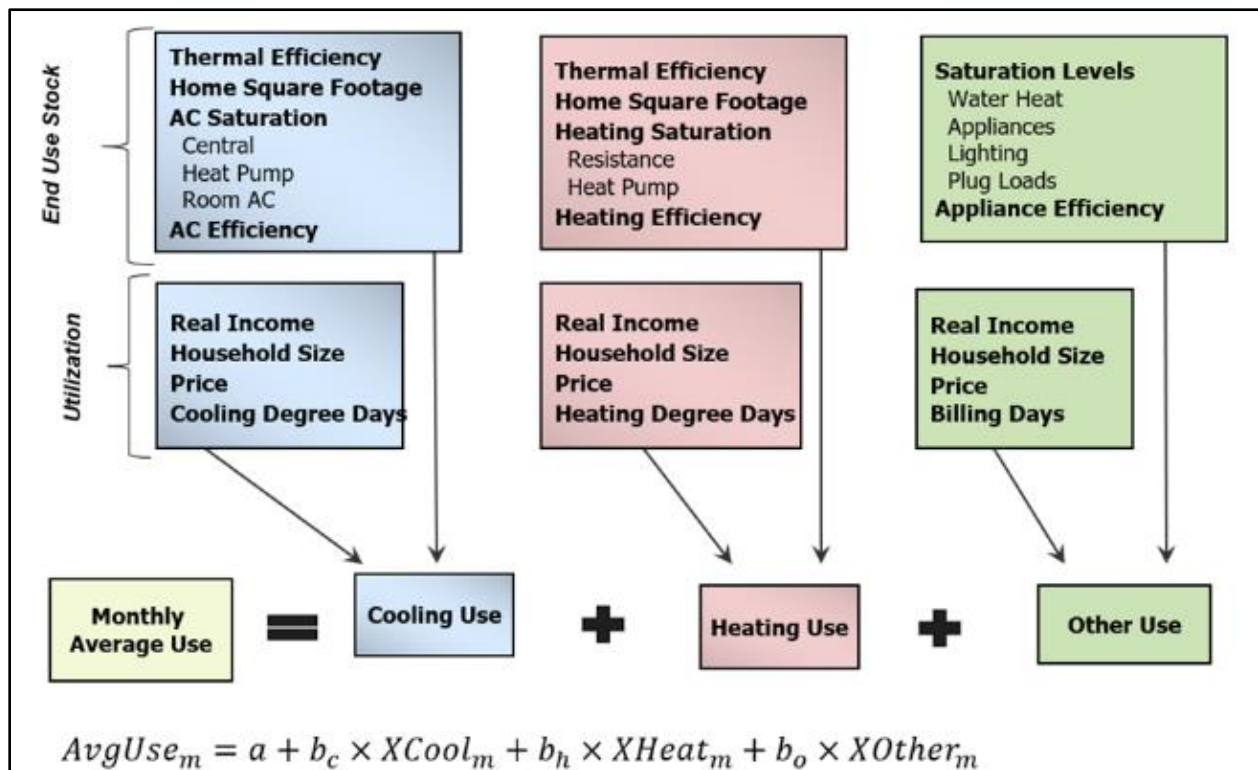 End Use Stock
Thermal Efficiency
Home Square Footage
AC Saturation
Central
Heat Pump
Room AC
AC Efficiency
Thermal Efficiency
Home Square Footage
Heating Saturation
Resistance
Heat Pump
Heating Efficiency
Saturation Levels
Water Heat
Appliances
Lighting
Plug Loads
Appliance Efficiency
Utilization
Real Income
Household Size
Price
Cooling Degree Days
Real Income
Household Size
Price
Heating Degree Days
Real Income
Household Size
Price
Billing Days
Monthly
Average Use
=
Cooling Use
+
Heating Use
+
Other Use
AvgUse_m = a + b_c × XCool_m + b_h × XHeat_m + b_o × XOther_m